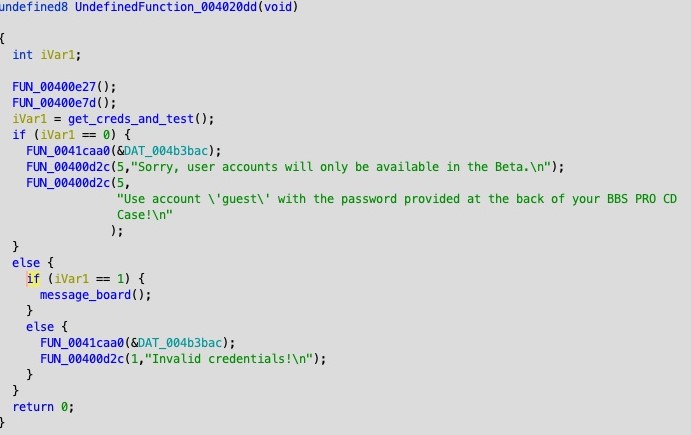 undefined8 UndefinedFunction_004020dd(void)
{
int iVar1;
FUN_00400e27();
FUN_00400e7d();
iVar1 = get_creds_and_test();
if (iVar1 == 0) {
FUN_0041caa0(&DAT_004b3bac);
FUN_00400d2c(5,"Sorry, user accounts will only be available in the Beta.\n");
FUN_00400d2c(5,
"Use account \'guest\' with the password provided at the back of your BBS PRO CD
Case!\n"
);
}
else {
if (iVar1 == 1) {
message_board();
}
else {
FUN_0041caa0(&DAT_004b3bac);
FUN_00400d2c(1,"Invalid credentials!\n");
}
}
return 0;
}